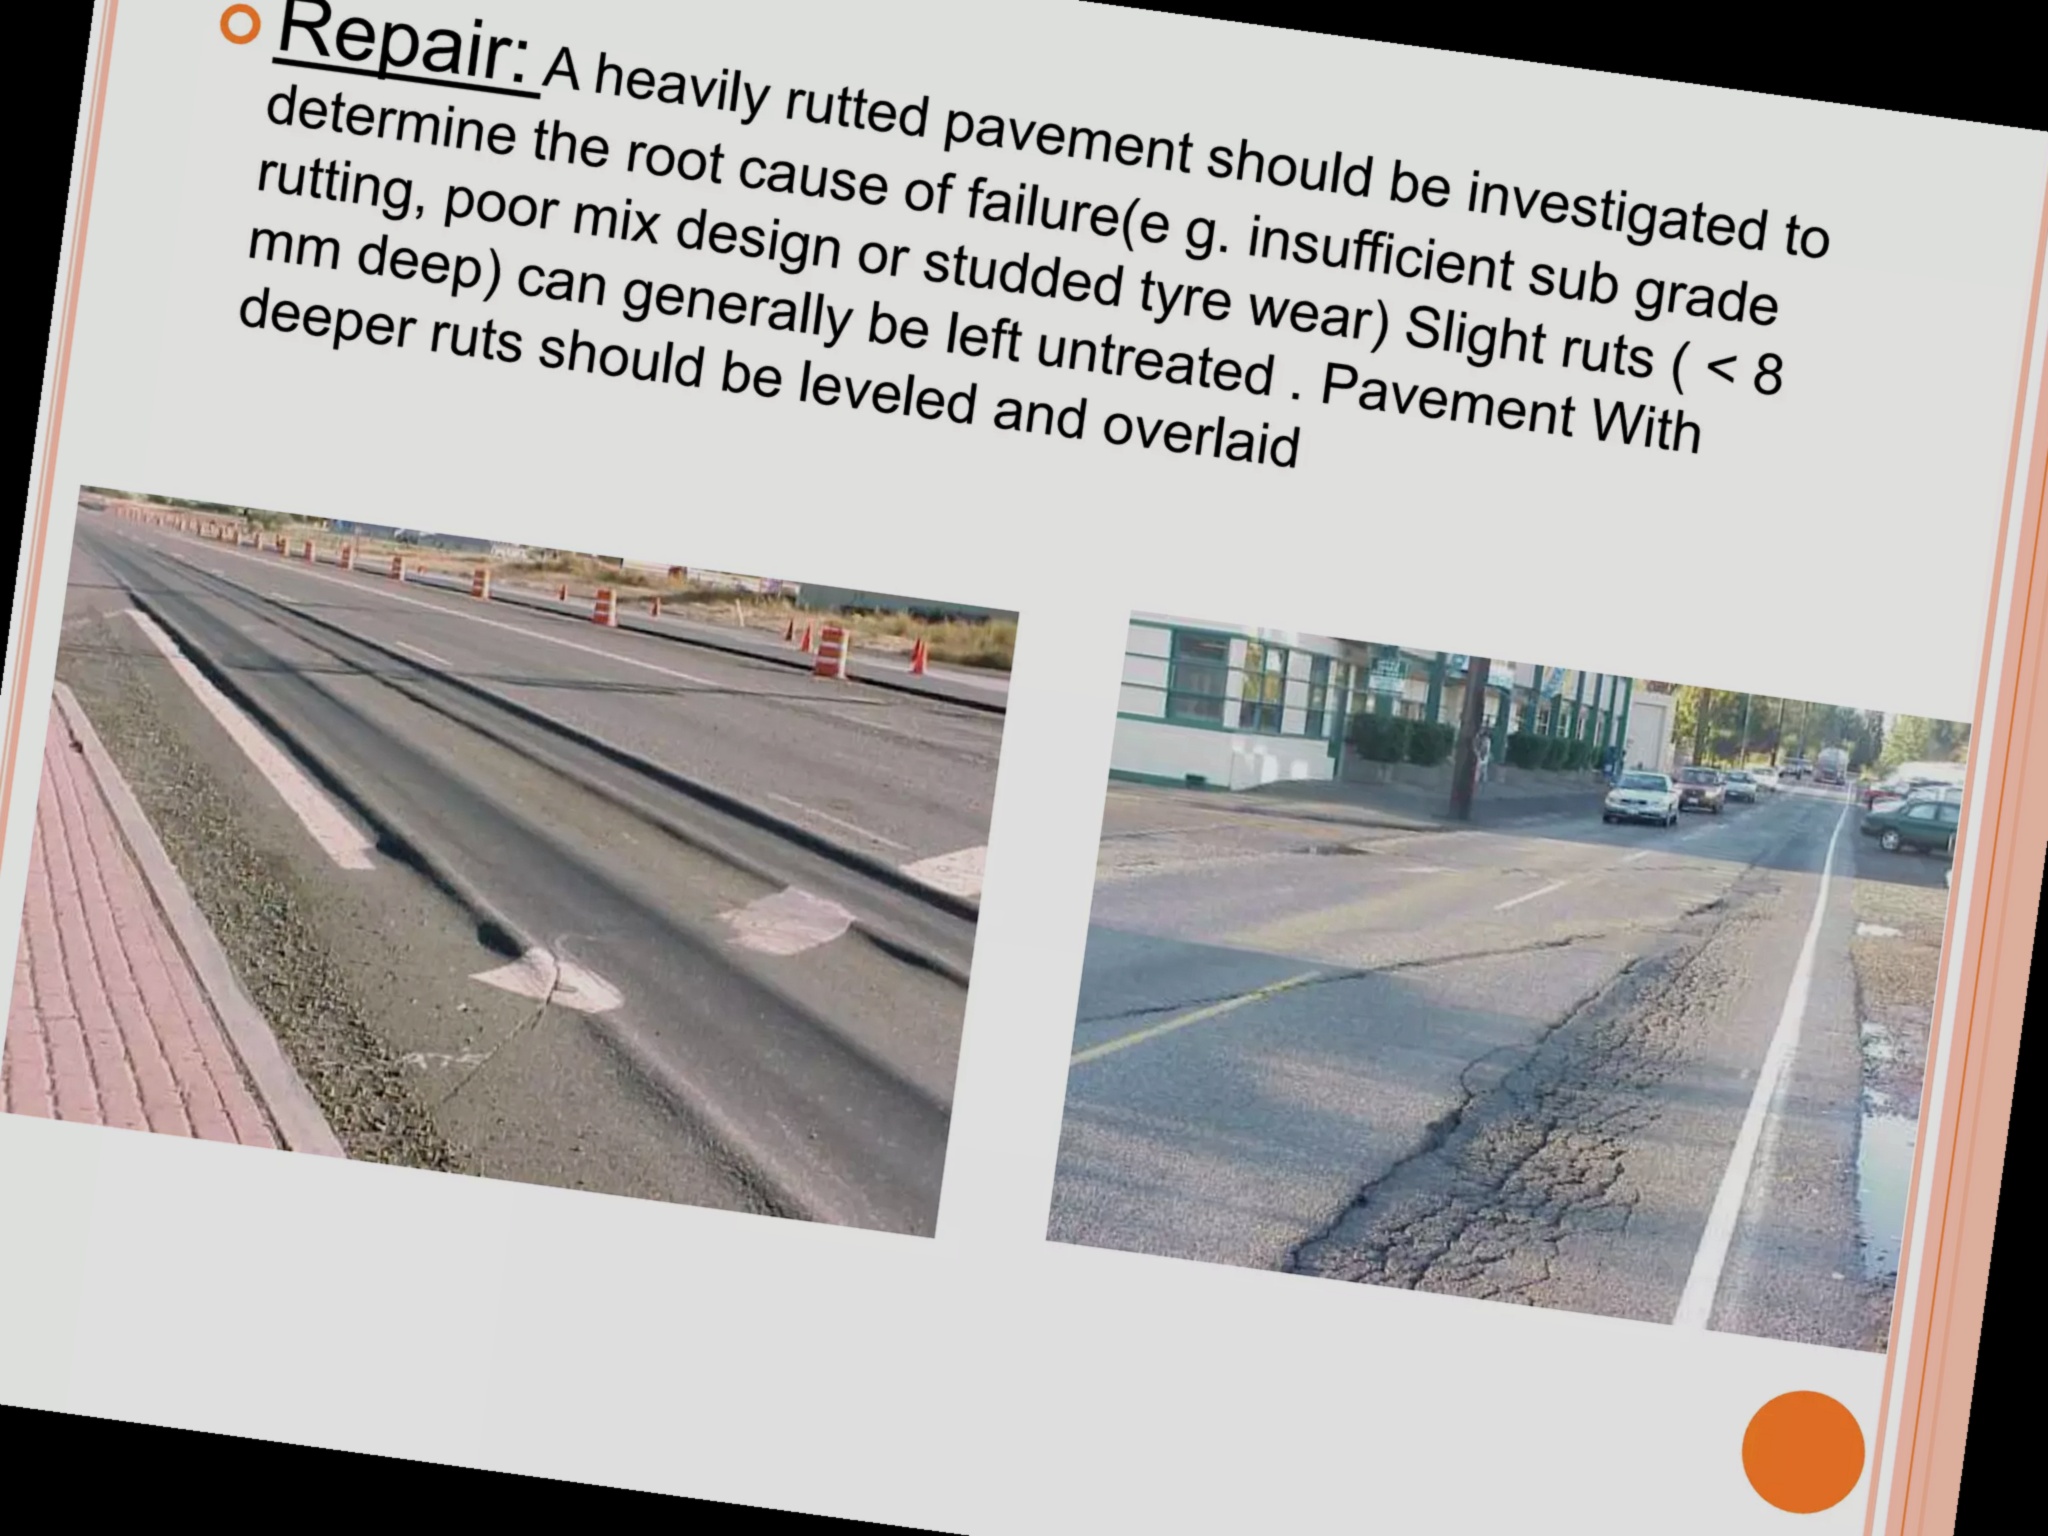 Repair: A heavily rutted pavement should be investigated to
determine the root cause of failure(e g. insufficient sub grade
rutting, poor mix design or studded tyre wear) Slight ruts ( < 8
mm deep) can generally be left untreated . Pavement With
deeper ruts should be leveled and overlaid